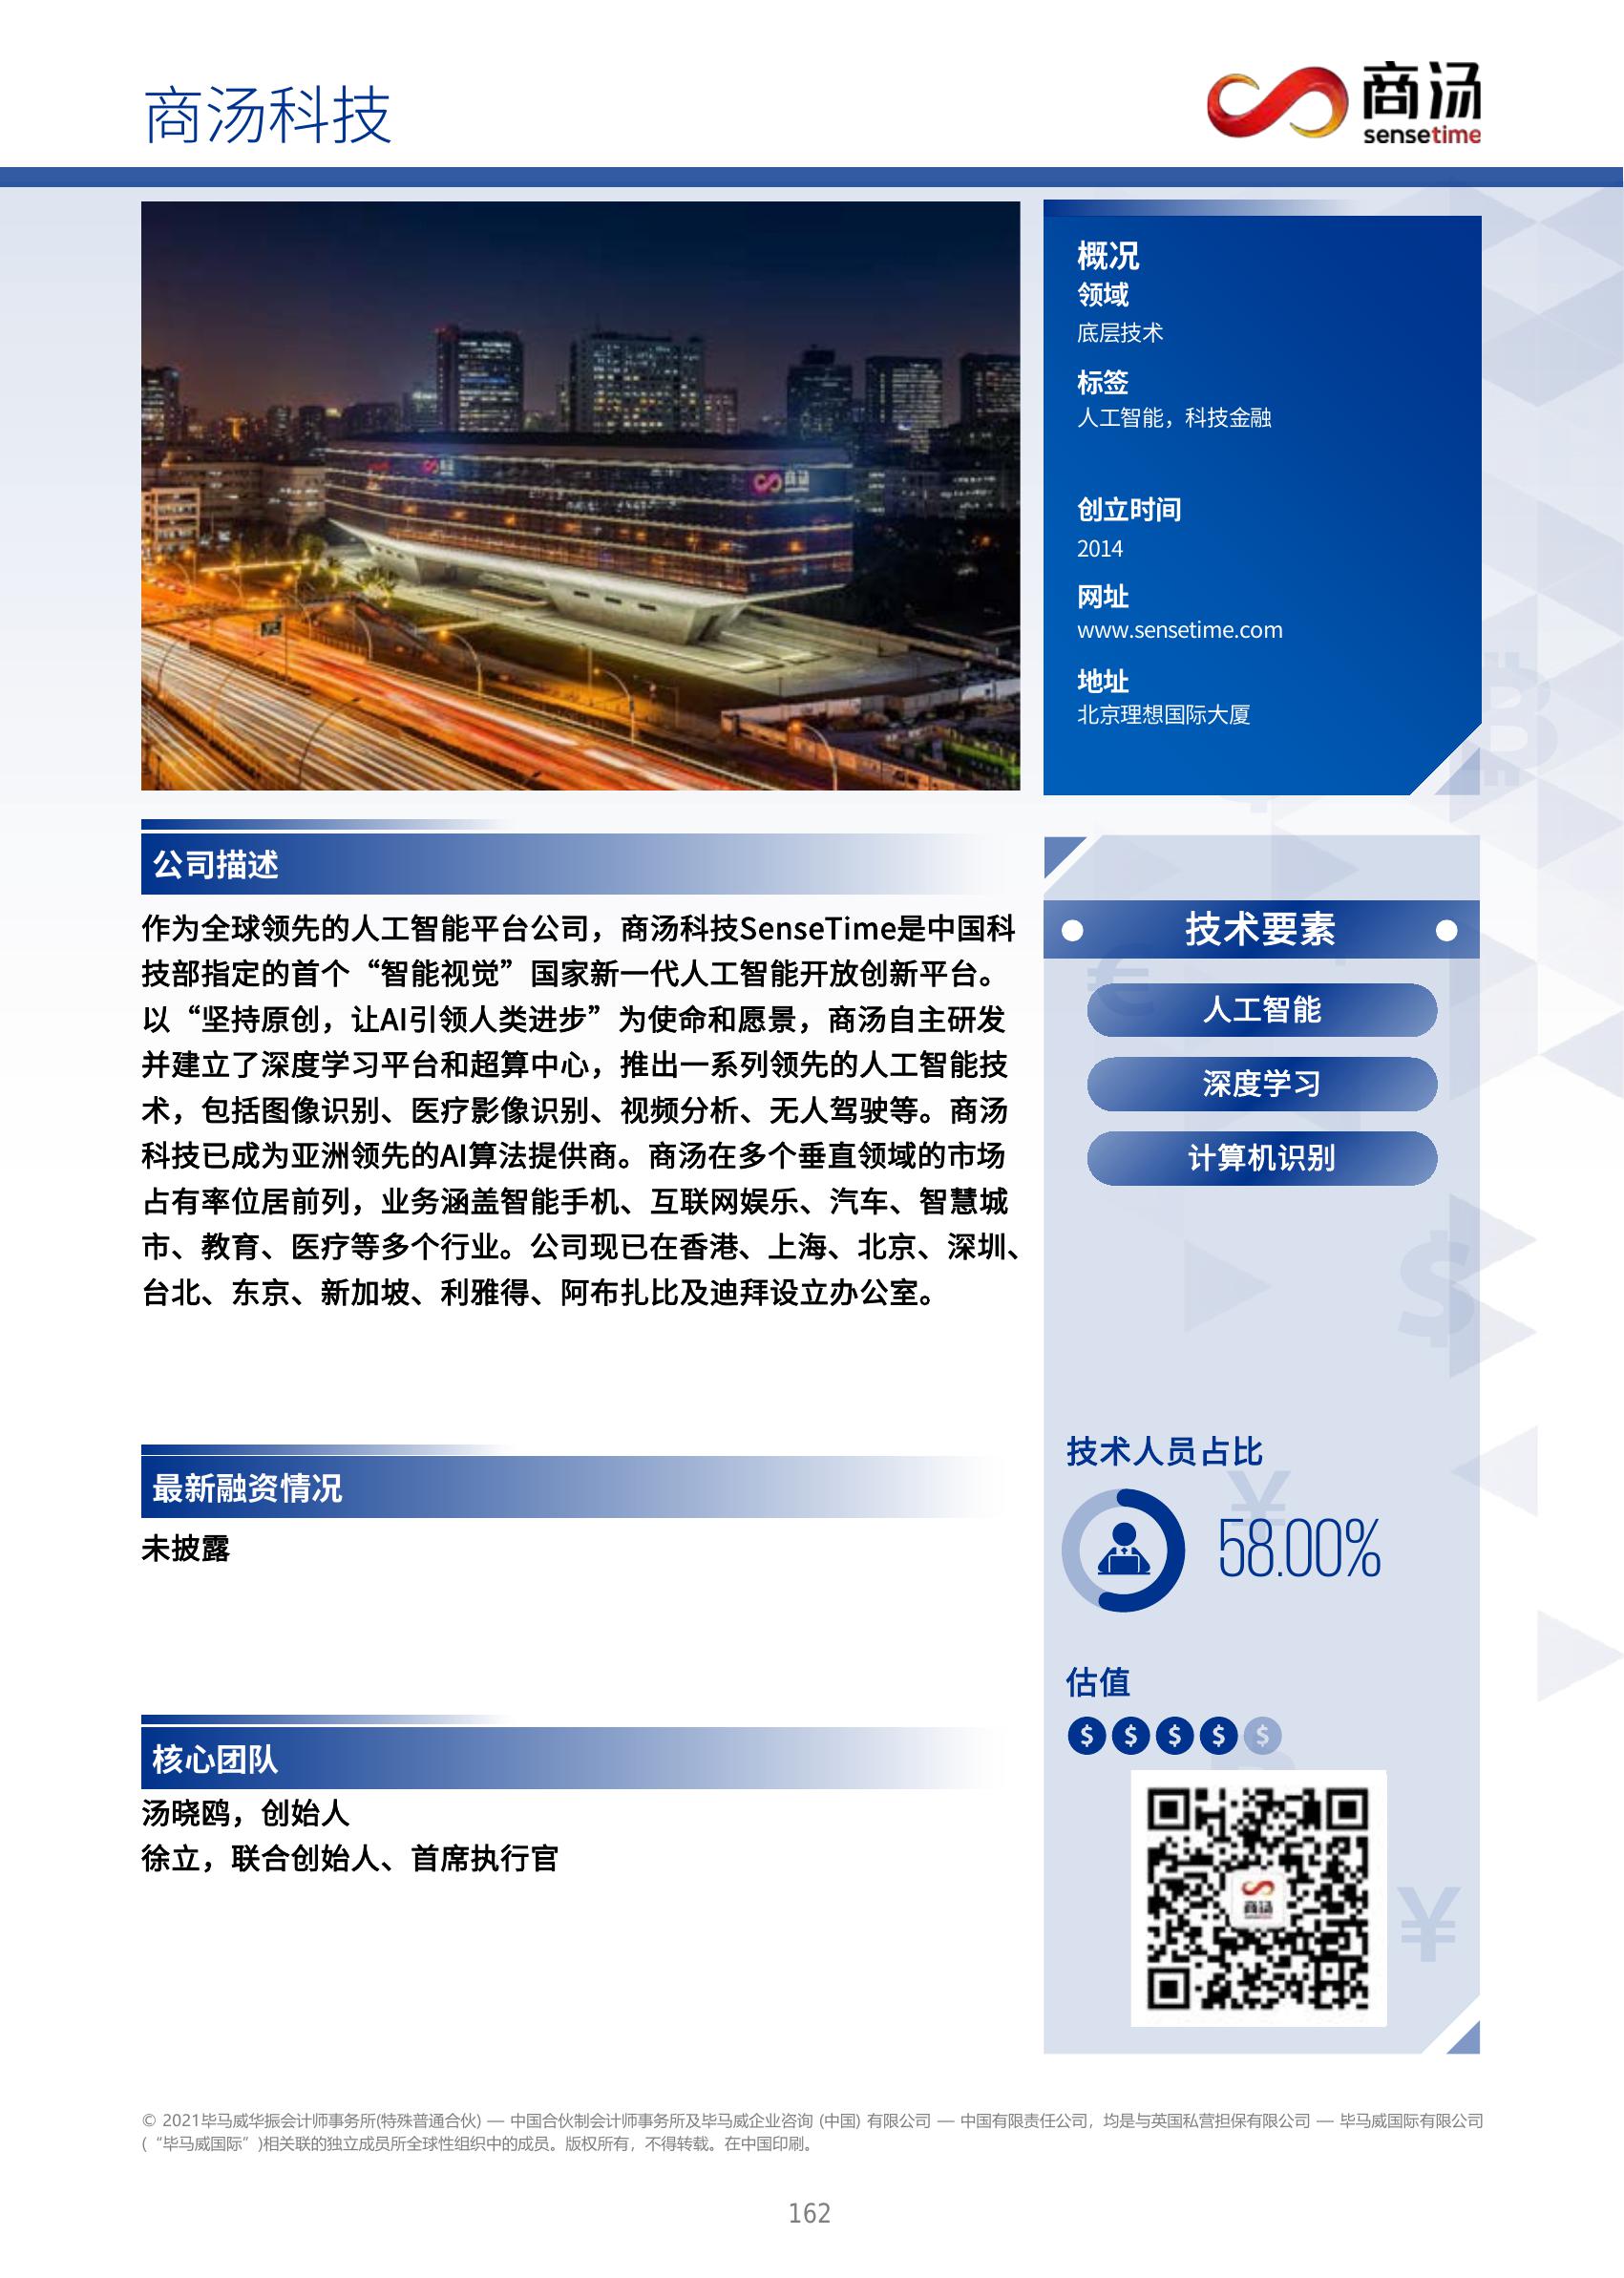 商汤科技
商汤
sensetime
概况
领域
底层技术
标签
人工智能，科技金融
创立时间
2014
网址
www.sensetime.com
地址
北京理想国际大厦
公司描述
作为全球领先的人工智能平台公司，商汤科技SenseTime是中国科
技部指定的首个“智能视觉”国家新一代人工智能开放创新平台。
以“坚持原创，让AI引领人类进步”为使命和愿景，商汤自主研发
并建立了深度学习平台和超算中心，推出一系列领先的人工智能技
术，包括图像识别、医疗影像识别、视频分析、无人驾驶等。商汤
科技已成为亚洲领先的AI算法提供商。商汤在多个垂直领域的市场
占有率位居前列，业务涵盖智能手机、互联网娱乐、汽车、智慧城
市、教育、医疗等多个行业。公司现已在香港、上海、北京、深圳、
台北、东京、新加坡、利雅得、阿布扎比及迪拜设立办公室。
最新融资情况
未披露
核心团队
汤晓鸥，创始人
徐立，联合创始人、首席执行官
技术要素
人工智能
深度学习
计算机识别
技术人员占比
58.00%
估值
$ $ $ $ $
商汤
sensetime
© 2021毕马威华振会计师事务所(特殊普通合伙) — 中国合伙制会计师事务所及毕马威企业咨询 (中国) 有限公司 — 中国有限责任公司，均是与英国私营担保有限公司 — 毕马威国际有限公司
(“毕马威国际”)相关联的独立成员所全球性组织中的成员。版权所有，不得转载。在中国印刷。
162